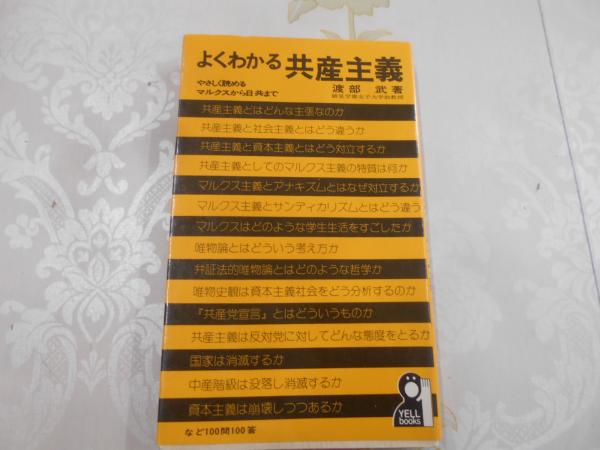 よくわかる共産主義
やさしく読める
マルクスから日共まで
渡部 武著
共産主義とはどんな主張なのか
共産主義と社会主義とはどう違うか
共産主義と資本主義とはどう対立するか
共産主義としてのマルクス主義の特質は何か
マルクス主義とアナキズムとはなぜ対立するか
マルクス主義とサンディカリズムとはどう違う
マルクスはどのような学生生活をすごしたか
唯物論とはどういう考え方か
弁証法的唯物論とはどのような哲学か
唯物史観は資本主義社会をどう分析するのか
『共産党宣言』とはどういうものか
共産主義は反対党に対してどんな態度をとるか
国家は消滅するか
中産階級は没落し消滅するか
資本主義は崩壊しつつあるか
など100問100答
YELL
books